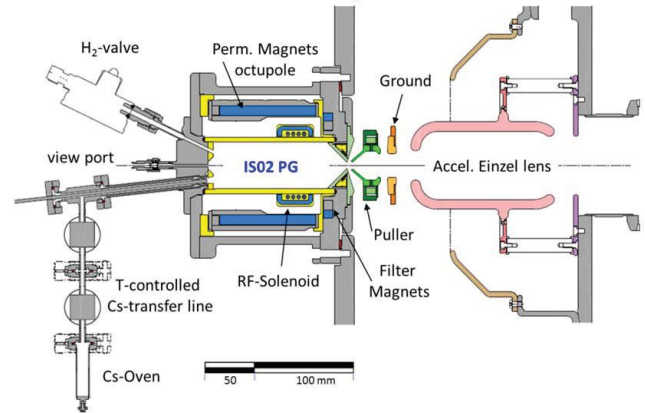 H₂-valve
Perm. Magnets
octupole
Ground
view port
IS02 PG
Accel. Einzel lens
Puller
RF-Solenoid
Filter
Magnets
T-controlled
Cs-transfer line
Cs-Oven
50
100 mm